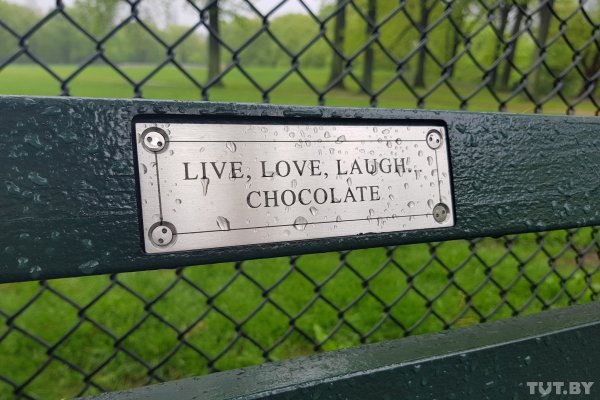 LIVE, LOVE, LAUGH...
CHOCOLATE
TUT.BY